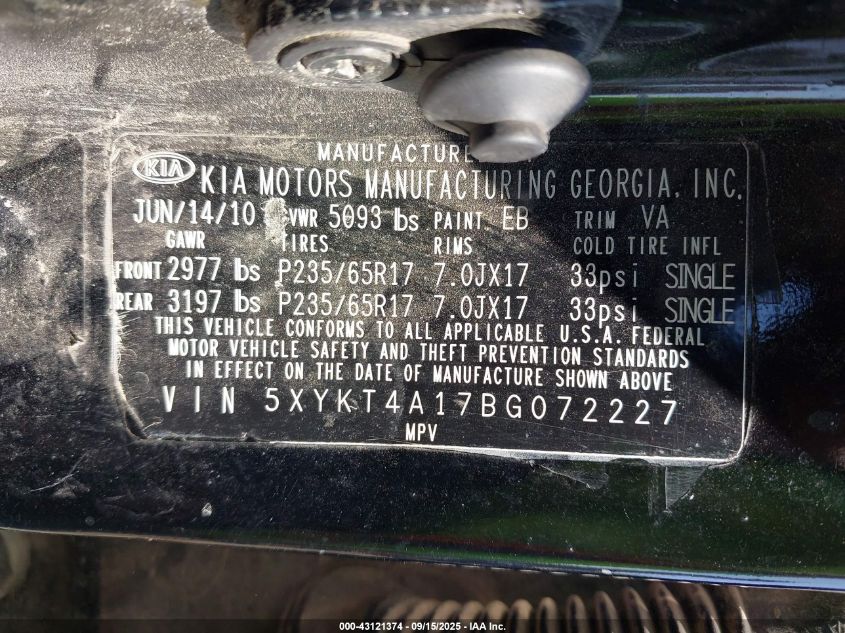 MANUFACTURE
KIA KIA MOTORS MANUFACTURING GEORGIA, INC.
JUN/14/10 GVWR 5093 lbs PAINT: EB TRIM VA
GAWR TIRES RIMS COLD TIRE INFL
FRONT 2977 lbs P235/65R17 7.0JX17 33psi SINGLE
REAR 3197 lbs P235/65R17 7.0JX17 33psi SINGLE
THIS VEHICLE CONFORMS TO ALL APPLICABLE U.S.A. FEDERAL
MOTOR VEHICLE SAFETY AND THEFT PREVENTION STANDARDS
IN EFFECT ON THE DATE OF MANUFACTURE SHOWN ABOVE
VIN 5XYKT4A17BG072227
MPV
000-43121374 - 09/15/2025 - IAA Inc.